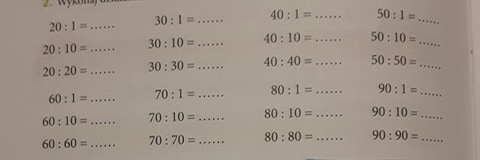 2. Wykonaj
20 : 1 = ...... 30 : 1 = ...... 40 : 1 = ...... 50 : 1 = ......
20 : 10 = ...... 30 : 10 = ...... 40 : 10 = ...... 50 : 10 = ......
20 : 20 = ...... 30 : 30 = ...... 40 : 40 = ...... 50 : 50 = ......
60 : 1 = ...... 70 : 1 = ...... 80 : 1 = ...... 90 : 1 = ......
60 : 10 = ...... 70 : 10 = ...... 80 : 10 = ...... 90 : 10 = ......
60 : 60 = ...... 70 : 70 = ...... 80 : 80 = ...... 90 : 90 = ......